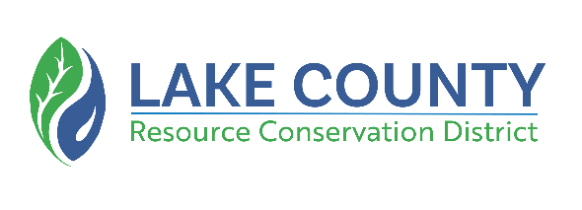 LAKE COUNTY
Resource Conservation District